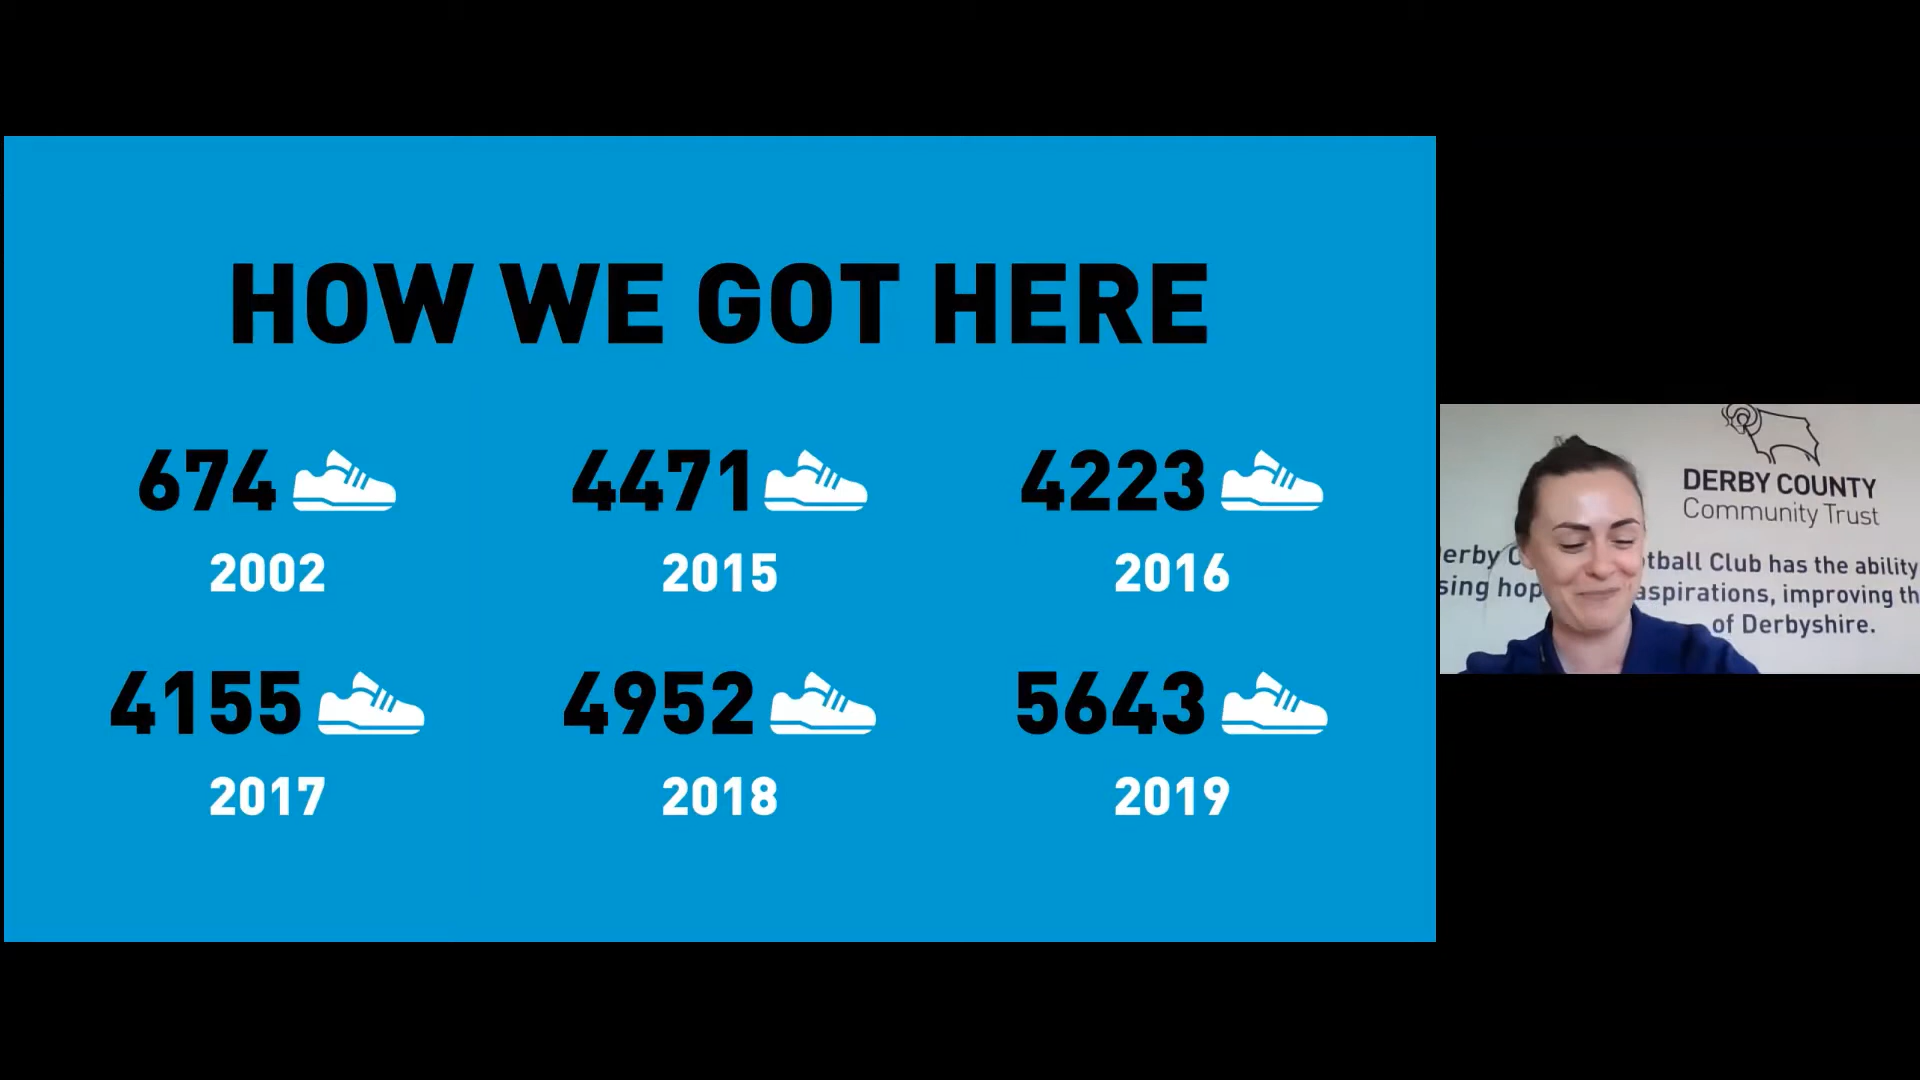 HOW WE GOT HERE
674 4471 4223
2002 2015 2016
4155 4952 5643
2017 2018 2019
DERBY COUNTY
Community Trust
tball Club has the ability
sing hop aspirations, improving th
of Derbyshire.